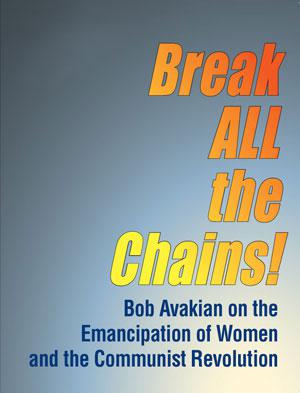 Break
ALL
the
Chains!
Bob Avakian on the
Emancipation of Women
and the Communist Revolution